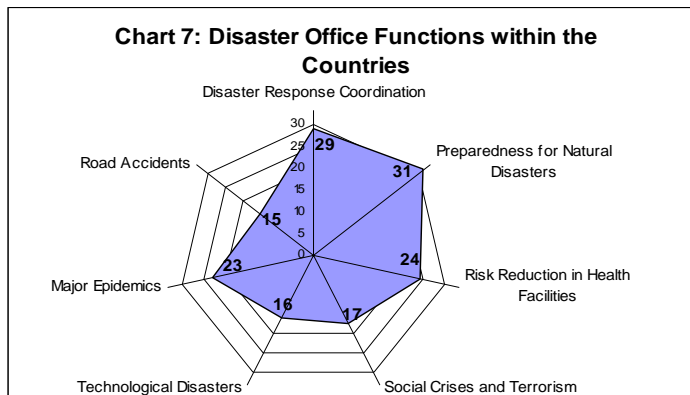 Chart 7: Disaster Office Functions within the
Countries
Disaster Response Coordination
30
25
20
15
10
5
0
29
Preparedness for Natural
Disasters
31
Risk Reduction in Health
Facilities
24
Social Crises and Terrorism
17
Technological Disasters
16
Major Epidemics
23
Road Accidents
15